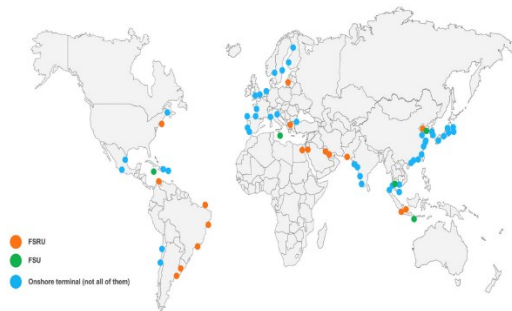 FSRU
FSU
Onshore terminal (not all of them)